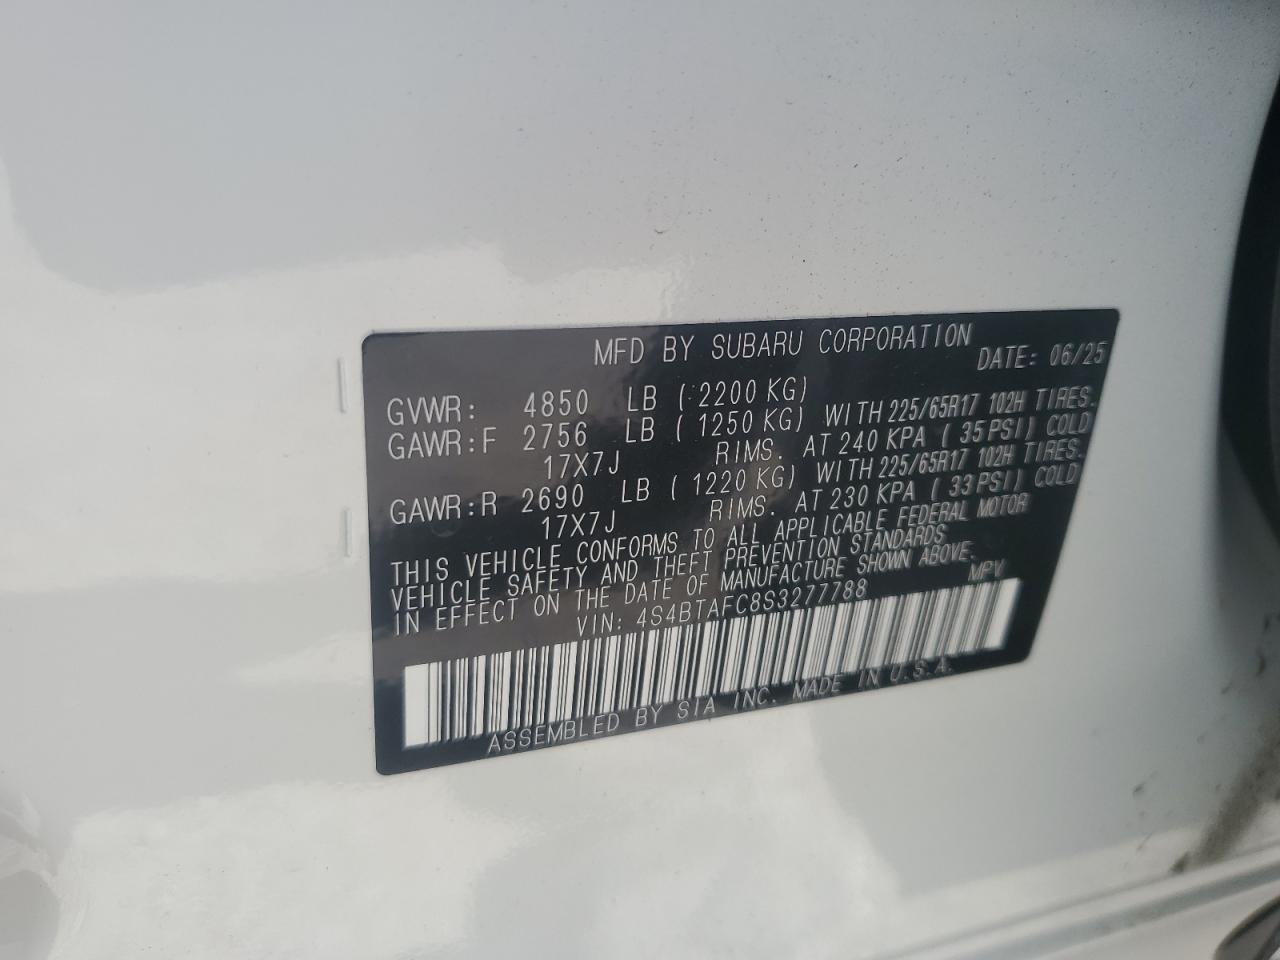 MFD BY SUBARU CORPORATION
DATE: 06/25
GVWR: 4850 LB ( 2200 KG)
GAWR:F 2756 LB ( 1250 KG) WITH 225/65R17 102H TIRES.
17X7J RIMS. AT 240 KPA ( 35 PSI) COLD
GAWR:R 2690 LB ( 1220 KG) WITH 225/65R17 102H TIRES.
17X7J RIMS. AT 230 KPA ( 33 PSI) COLD
THIS VEHICLE CONFORMS TO ALL APPLICABLE FEDERAL MOTOR
VEHICLE SAFETY AND THEFT PREVENTION STANDARDS
IN EFFECT ON THE DATE OF MANUFACTURE SHOWN ABOVE.
VIN: 4S4BTAFC8S3277788 MPV
ASSEMBLED BY SIA INC. MADE IN U.S.A.